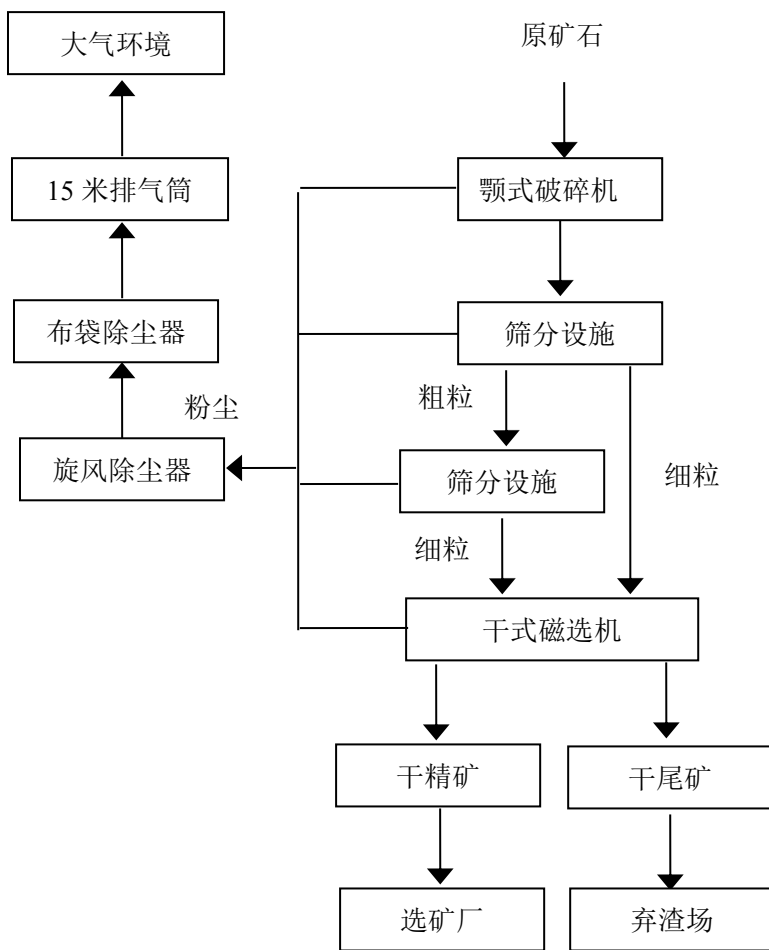 大气环境
原矿石
15 米排气筒
颚式破碎机
布袋除尘器
筛分设施
粗粒
粉尘
旋风除尘器
筛分设施
细粒
细粒
干式磁选机
干精矿
干尾矿
选矿厂
弃渣场